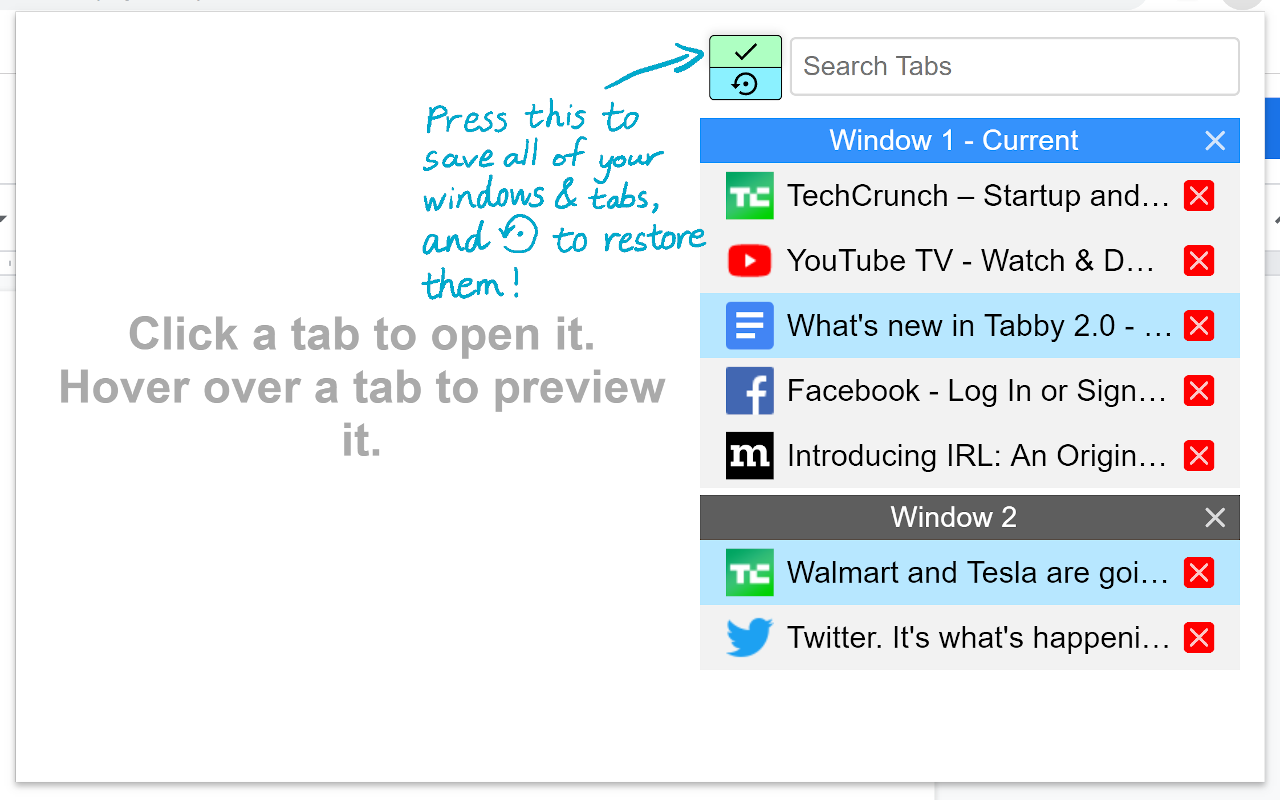 Press this to
save all of your
windows & tabs,
and to restore
them!
Click a tab to open it.
Hover over a tab to preview
it.
Search Tabs
Window 1 - Current
TechCrunch – Startup and…
YouTube TV - Watch & D…
What's new in Tabby 2.0 - …
Facebook - Log In or Sign…
m Introducing IRL: An Origin…
Window 2
Walmart and Tesla are goi…
Twitter. It's what's happeni…